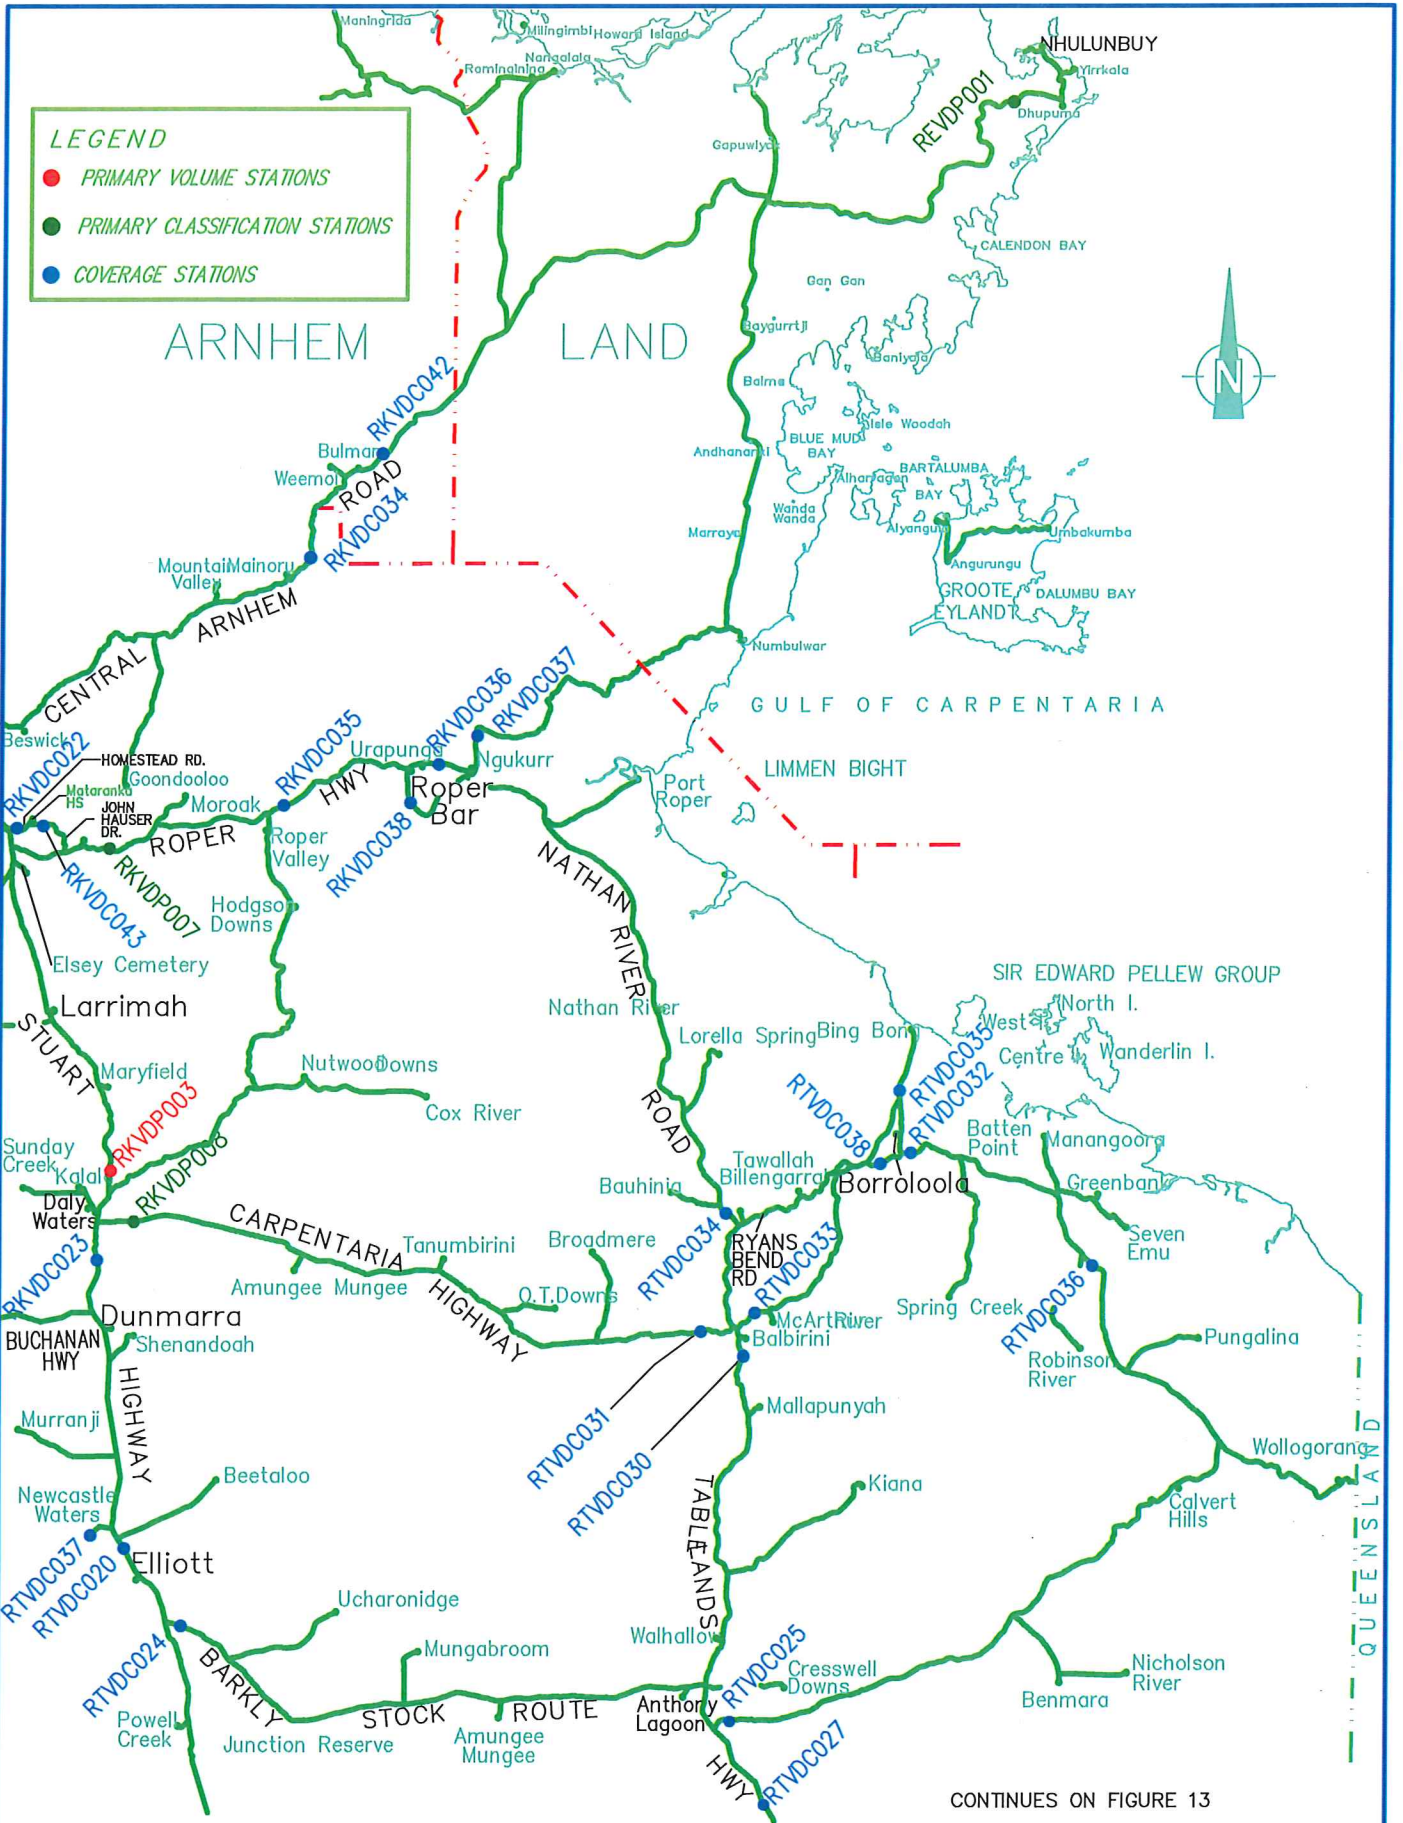 Maningrida
Milingimbi
Howard Island
NHULUNBUY
Nangalala
Ramingining
Yirrkala
REVDP001
Dhupuma
LEGEND
PRIMARY VOLUME STATIONS
PRIMARY CLASSIFICATION STATIONS
COVERAGE STATIONS
Gapuwiyak
CALENDON BAY
Gan Gan
ARNHEM LAND
Baygurrtji
Baniyala
N
RKVDC042
Balma
Isle Woodah
Bulman
BLUE MUD
BAY
Weemol
ROAD
RKVDC034
Andhanangi
Alharragan
BARTALUMBA
BAY
Wanda
Wanda
Marraya
Alyangula
Umbakumba
Angurungu
Mountain
Valley
Mainoru
GROOTE
EYLANDT
DALUMBU BAY
ARNHEM
CENTRAL
Numbulwar
RKVDC036
RKVDC037
GULF OF CARPENTARIA
Beswick
RKVDC022
RKVDC035
HOMESTEAD RD.
Urapunga
Ngukurr
LIMMEN BIGHT
Goondooloo
HWY
Roper
Bar
Port
Roper
Mataranka
HS
JOHN
HAUSER
DR.
Moroak
ROPER
Roper
Valley
RKVDC038
NATHAN
RKVDC043
RKVDP007
Hodgson
Downs
RIVER
Elsey Cemetery
SIR EDWARD PELLEW GROUP
Larrimah
Nathan River
North I.
West I.
STUART
Lorella Spring
Bing Bong
Centre I.
Wanderlin I.
Maryfield
Nutwood Downs
RTVDC035
RTVDC032
Cox River
ROAD
RTVDC038
RKVDP003
RKVDP008
Batten
Point
Manangoora
Sunday
Creek
Kalala
Tawallah
Billengarrah
Borroloola
Greenbank
Bauhinia
Daly
Waters
CARPENTARIA
Seven
Emu
RTVDC034
RYANS
BEND
RD
RTVDC033
RKVDC023
Tanumbirini
Broadmere
Amungee Mungee
HIGHWAY
O.T.Downs
Spring Creek
RTVDC036
Dunmarra
BUCHANAN
HWY
Shenandoah
McArthur River
Balbirini
Robinson
River
Pungalina
HIGHWAY
Murranji
Mallapunyah
RTVDC031
RTVDC030
Wollogorang
QUEENSLAND
Beetaloo
Newcastle
Waters
TABLELANDS
Kiana
Calvert
Hills
RTVDC037
RTVDC020
Elliott
Ucharonidge
RTVDC024
BARKLY
Mungabroom
Walhallow
RTVDC025
Cresswell
Downs
Nicholson
River
Benmara
Powell
Creek
Junction Reserve
STOCK ROUTE
Amungee
Mungee
Anthony
Lagoon
HWY
RTVDC027
CONTINUES ON FIGURE 13